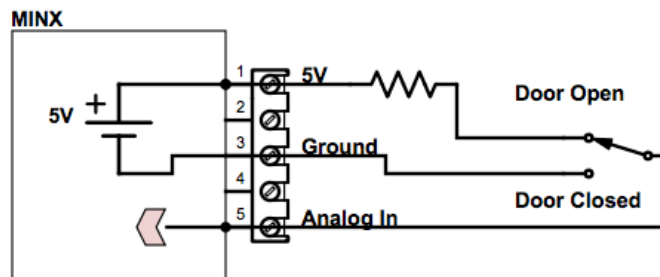 MINX
1
5V
Door Open
5V
2
3
Ground
4
Door Closed
5
Analog In